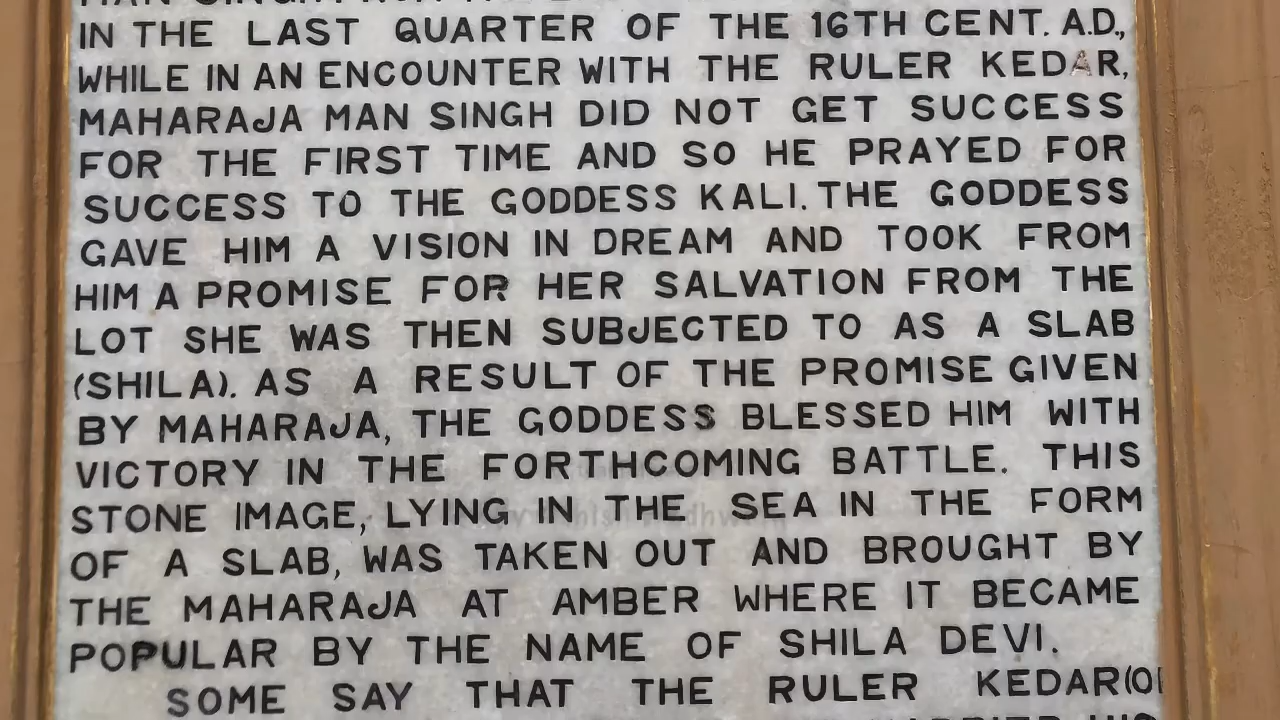 IN THE LAST QUARTER OF THE 16TH CENT. A.D.,
WHILE IN AN ENCOUNTER WITH THE RULER KEDAR,
MAHARAJA MAN SINGH DID NOT GET SUCCESS
FOR THE FIRST TIME AND SO HE PRAYED FOR
SUCCESS TO THE GODDESS KALI. THE GODDESS
GAVE HIM A VISION IN DREAM AND TOOK FROM
HIM A PROMISE FOR HER SALVATION FROM THE
LOT SHE WAS THEN SUBJECTED TO AS A SLAB
(SHILA). AS A RESULT OF THE PROMISE GIVEN
BY MAHARAJA, THE GODDESS BLESSED HIM WITH
VICTORY IN THE FORTHCOMING BATTLE. THIS
STONE IMAGE, LYING IN THE SEA IN THE FORM
OF A SLAB, WAS TAKEN OUT AND BROUGHT BY
THE MAHARAJA AT AMBER WHERE IT BECAME
POPULAR BY THE NAME OF SHILA DEVI.
SOME SAY THAT THE RULER KEDAR